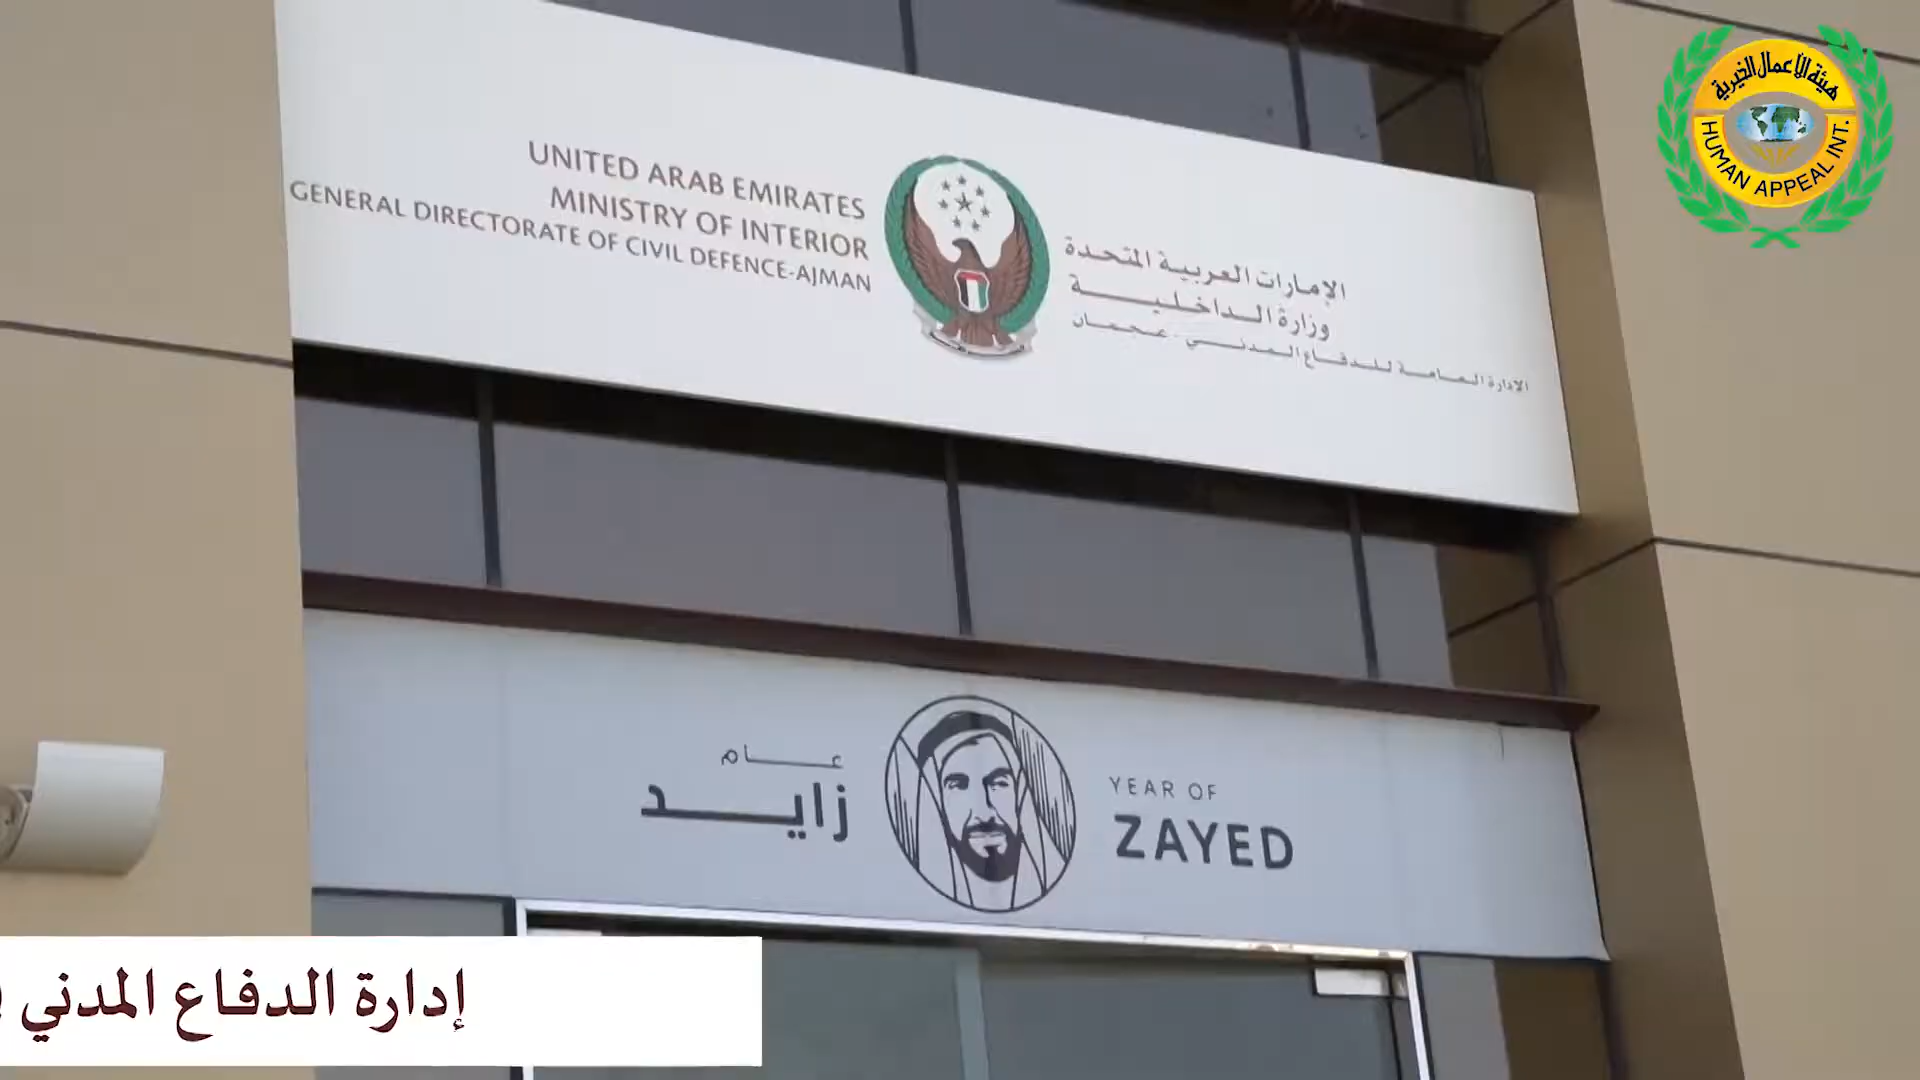 هيئة الأعمال الخيرية
HUMAN APPEAL INT.
UNITED ARAB EMIRATES
MINISTRY OF INTERIOR
GENERAL DIRECTORATE OF CIVIL DEFENCE-AJMAN
الإمارات العربية المتحدة
وزارة الداخلية
الإدارة العامة للدفاع المدني - عجمان
عام
زايد
YEAR OF
ZAYED
إدارة الدفاع المدني